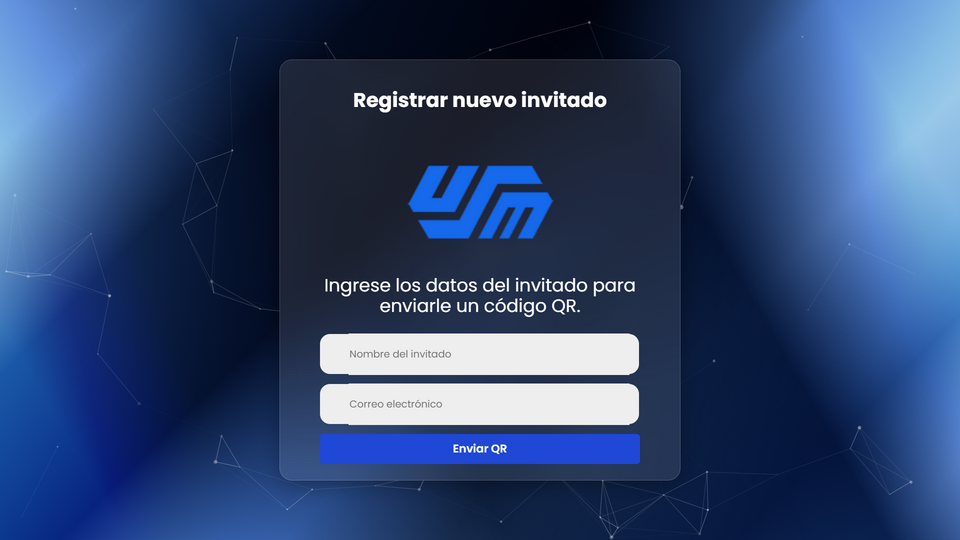 Registrar nuevo invitado
USM
Ingrese los datos del invitado para
enviarle un código QR.
Nombre del invitado
Correo electrónico
Enviar QR